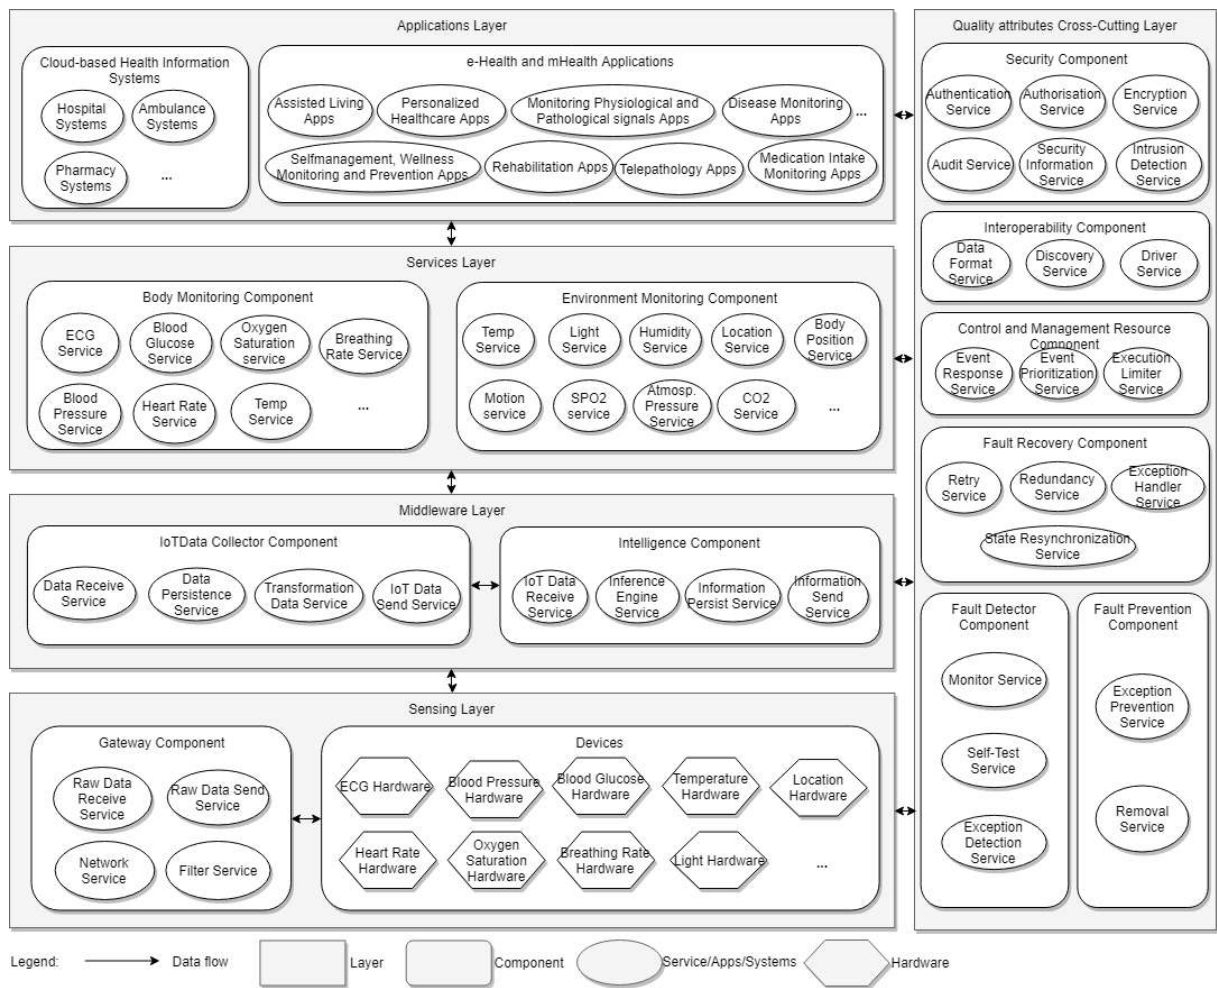 Applications Layer
Cloud-based Health Information
Systems
Hospital
Systems
Ambulance
Systems
Pharmacy
Systems
...
e-Health and mHealth Applications
Assisted Living
Apps
Personalized
Healthcare Apps
Monitoring Physiological and
Pathological signals Apps
Disease Monitoring
Apps
...
Selfmanagement, Wellness
Monitoring and Prevention Apps
Rehabilitation Apps
Telepathology Apps
Medication Intake
Monitoring Apps
Services Layer
Body Monitoring Component
ECG
Service
Blood
Glucose
Service
Oxygen
Saturation
service
Breathing
Rate Service
Blood
Pressure
Service
Heart Rate
Service
Temp
Service
...
Environment Monitoring Component
Temp
Service
Light
Service
Humidity
Service
Location
Service
Body
Position
Service
Motion
service
SPO2
service
Atmosp.
Pressure
Service
CO2
Service
...
Middleware Layer
IoTData Collector Component
Data Receive
Service
Data
Persistence
Service
Transformation
Data Service
IoT Data
Send Service
Intelligence Component
IoT Data
Receive
Service
Inference
Engine
Service
Information
Persist Service
Information
Send
Service
Sensing Layer
Gateway Component
Raw Data
Receive
Service
Raw Data Send
Service
Network
Service
Filter Service
Devices
ECG Hardware
Blood Pressure
Hardware
Blood Glucose
Hardware
Temperature
Hardware
Location
Hardware
Heart Rate
Hardware
Oxygen
Saturation
Hardware
Breathing Rate
Hardware
Light Hardware
...
Quality attributes Cross-Cutting Layer
Security Component
Authentication
Service
Authorisation
Service
Encryption
Service
Audit Service
Security
Information
Service
Intrusion
Detection
Service
Interoperability Component
Data
Format
Service
Discovery
Service
Driver
Service
Control and Management Resource
Component
Event
Response
Service
Event
Prioritization
Service
Execution
Limiter
Service
Fault Recovery Component
Retry
Service
Redundancy
Service
Exception
Handler
Service
State Resynchronization
Service
Fault Detector
Component
Monitor Service
Self-Test
Service
Exception
Detection
Service
Fault Prevention
Component
Exception
Prevention
Service
Removal
Service
Legend:
Data flow
Layer
Component
Service/Apps/Systems
Hardware